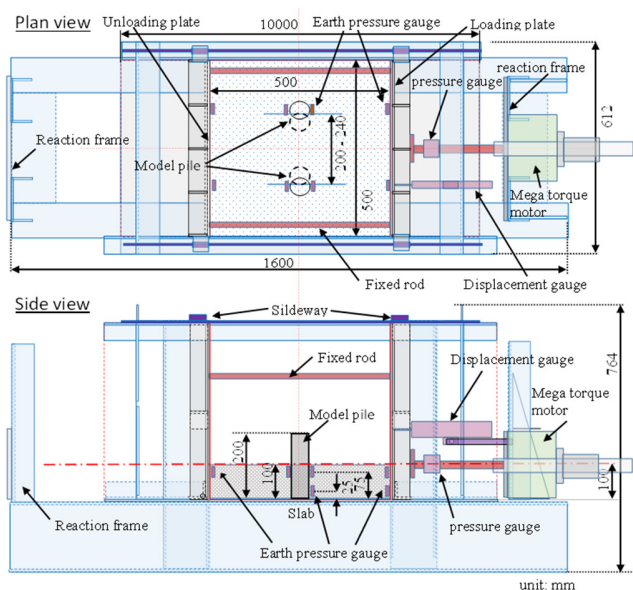 Plan view
Unloading plate
10000
Earth pressure gauge
Loading plate
reaction frame
pressure gauge
500
612
Reaction frame
200 - 240
Model pile
500
Mega torque
motor
1600
Fixed rod
Displacement gauge
Side view
Sildeway
Fixed rod
Displacement gauge
764
Mega torque
motor
Model pile
200
100
25
75
100
Reaction frame
Slab
Earth pressure gauge
pressure gauge
unit: mm